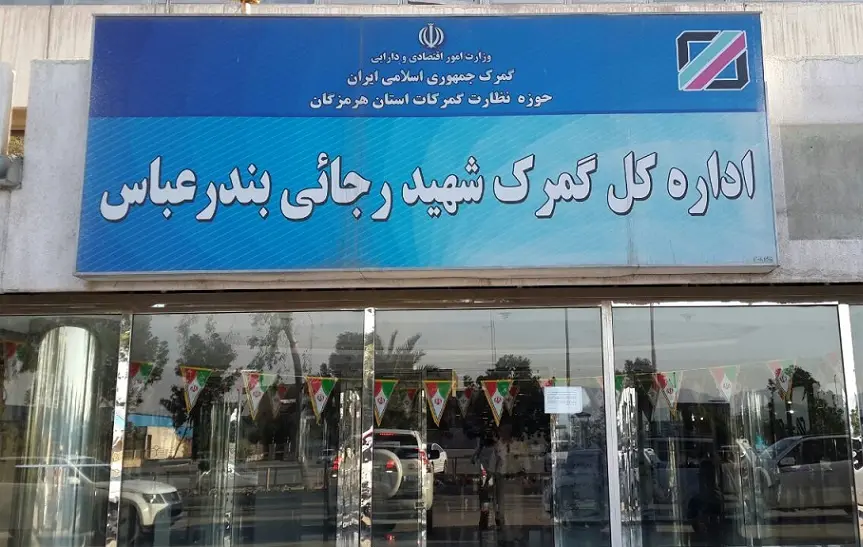 وزارت امور اقتصادی و دارایی
گمرک جمهوری اسلامی ایران
حوزه نظارت گمرکات استان هرمزگان
اداره کل گمرک شهید رجائی بندرعباس